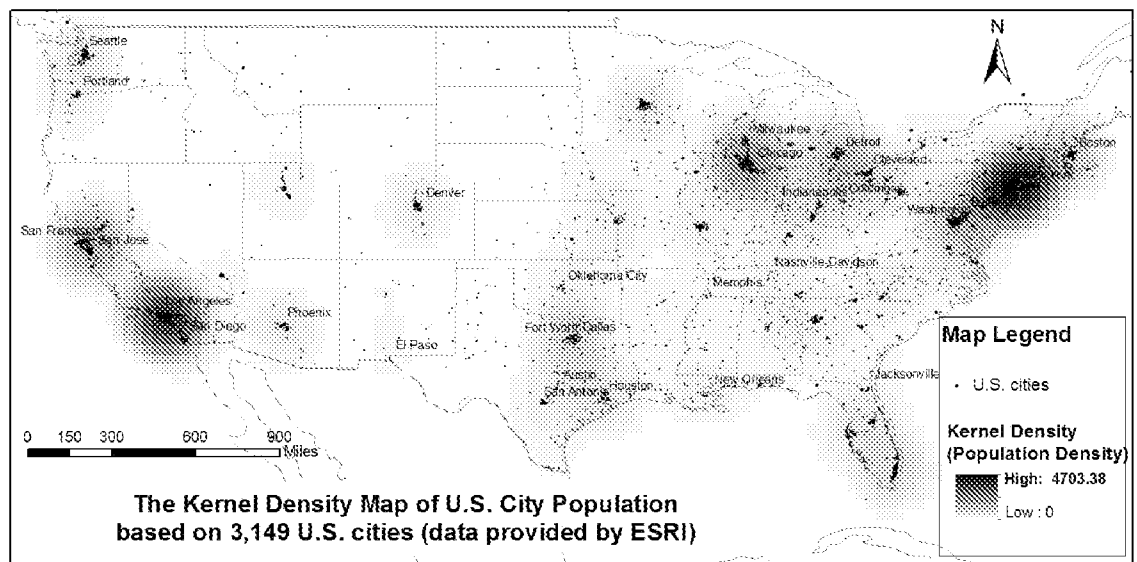 N
Seattle
Portland
Milwaukee
Chicago
Detroit
Cleveland
Boston
Denver
Indianapolis
Columbus
Washington
San Francisco
San Jose
Nashville-Davidson
Oklahoma City
Memphis
Los Angeles
San Diego
Phoenix
Fort Worth
Dallas
El Paso
Austin
San Antonio
Houston
New Orleans
Jacksonville
0 150 300 600 900
Miles
Map Legend
U.S. cities
Kernel Density
(Population Density)
High: 4703.38
Low : 0
The Kernel Density Map of U.S. City Population
based on 3,149 U.S. cities (data provided by ESRI)